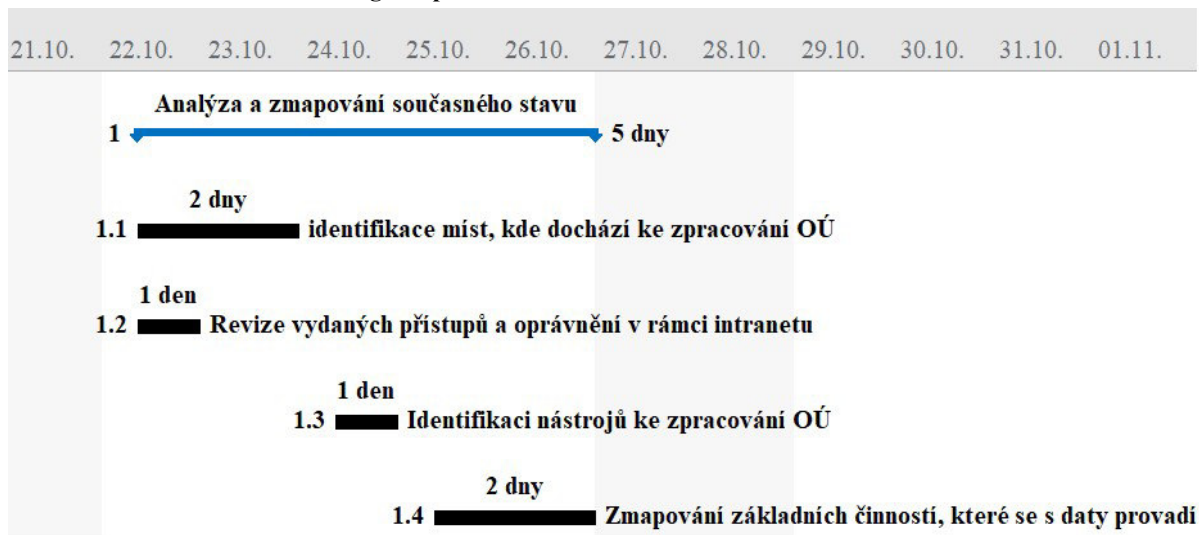 21.10. 22.10. 23.10. 24.10. 25.10. 26.10. 27.10. 28.10. 29.10. 30.10. 31.10. 01.11.
Analýza a zmapování současného stavu
1 5 dny
2 dny
1.1 identifikace míst, kde dochází ke zpracování OÚ
1 den
1.2 Revize vydaných přístupů a oprávnění v rámci intranetu
1 den
1.3 Identifikaci nástrojů ke zpracování OÚ
2 dny
1.4 Zmapování základních činností, které se s daty provadí